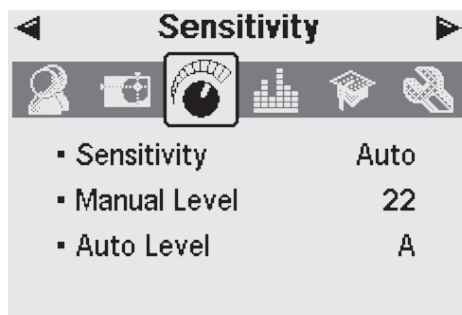 Sensitivity
▪ Sensitivity Auto
▪ Manual Level 22
▪ Auto Level A